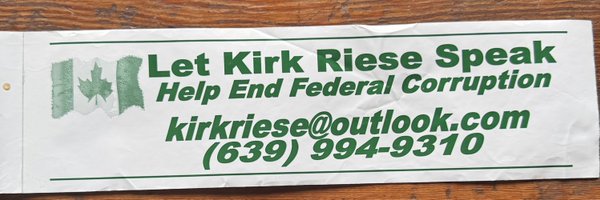 Let Kirk Riese Speak
Help End Federal Corruption
kirkriese@outlook.com
(639) 994-9310